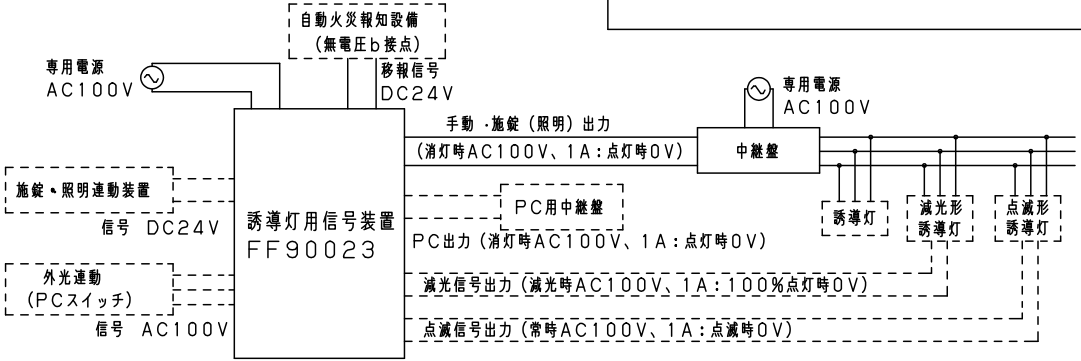 自動火災報知設備
（無電圧b接点）
専用電源
AC100V
移報信号
DC24V
専用電源
AC100V
手動・施錠（照明）出力
（消灯時AC100V、1A：点灯時0V）
中継盤
施錠・照明連動装置
信号 DC24V
誘導灯用信号装置
FF90023
PC用中継盤
PC出力（消灯時AC100V、1A：点灯時0V）
誘導灯
減光形
誘導灯
点滅形
誘導灯
外光連動
（PCスイッチ）
信号 AC100V
減光信号出力（減光時AC100V、1A：100%点灯時0V）
点滅信号出力（常時AC100V、1A：点滅時0V）